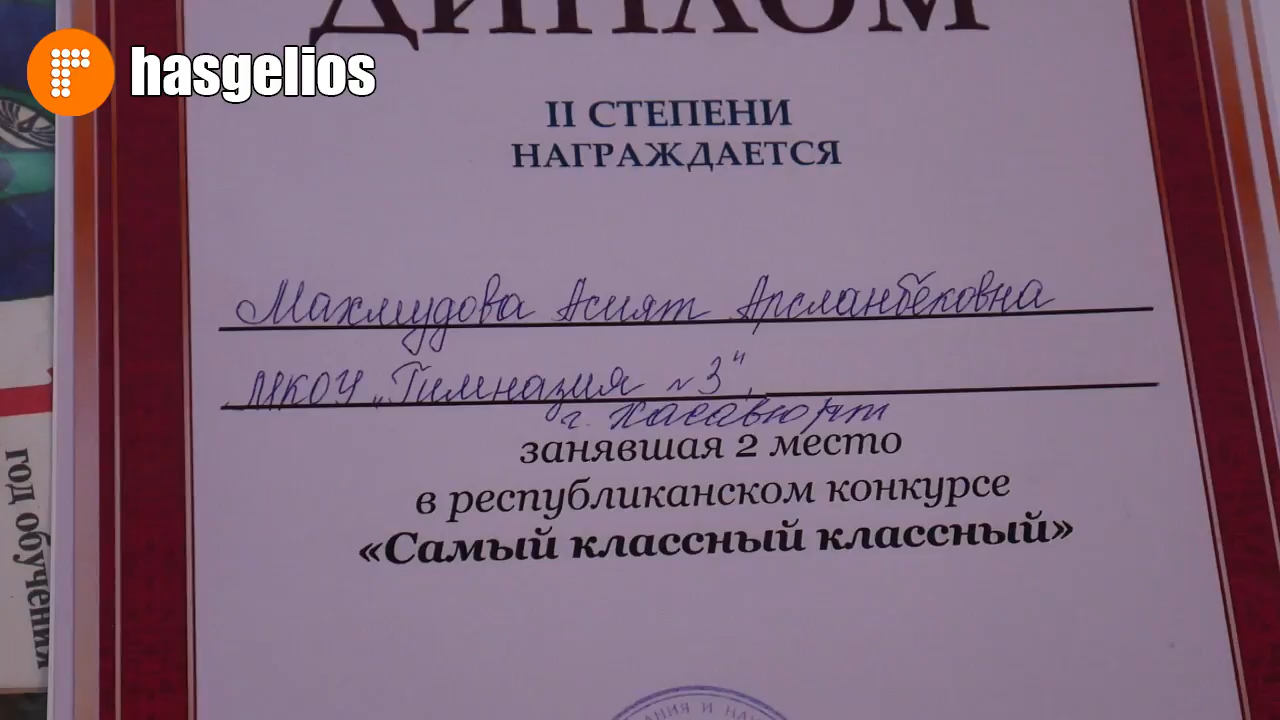 ДИПЛОМ
hasgelios
II СТЕПЕНИ
НАГРАЖДАЕТСЯ
Махмудова Асият Арсланбековна
МКОУ „Гимназия №3",
г. Хасавюрт
занявшая 2 место
в республиканском конкурсе
«Самый классный классный»
год обучения